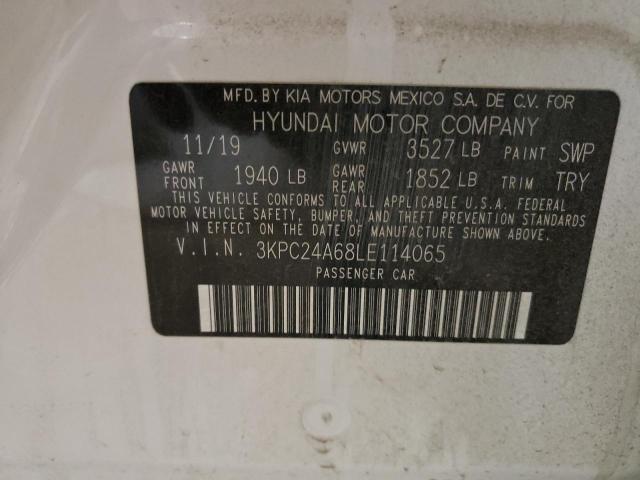 MFD. BY KIA MOTORS MEXICO S.A. DE C.V. FOR
HYUNDAI MOTOR COMPANY
11/19 GVWR 3527 LB PAINT SWP
GAWR FRONT 1940 LB GAWR REAR 1852 LB TRIM TRY
THIS VEHICLE CONFORMS TO ALL APPLICABLE U.S.A. FEDERAL
MOTOR VEHICLE SAFETY, BUMPER, AND THEFT PREVENTION STANDARDS
IN EFFECT ON THE DATE OF MANUFACTURE SHOWN ABOVE.
V.I.N. 3KPC24A68LE114065
PASSENGER CAR